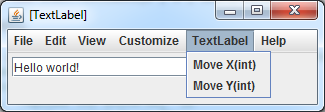 [TextLabel]
File Edit View Customize TextLabel Help
Hello world!
Move X(int)
Move Y(int)